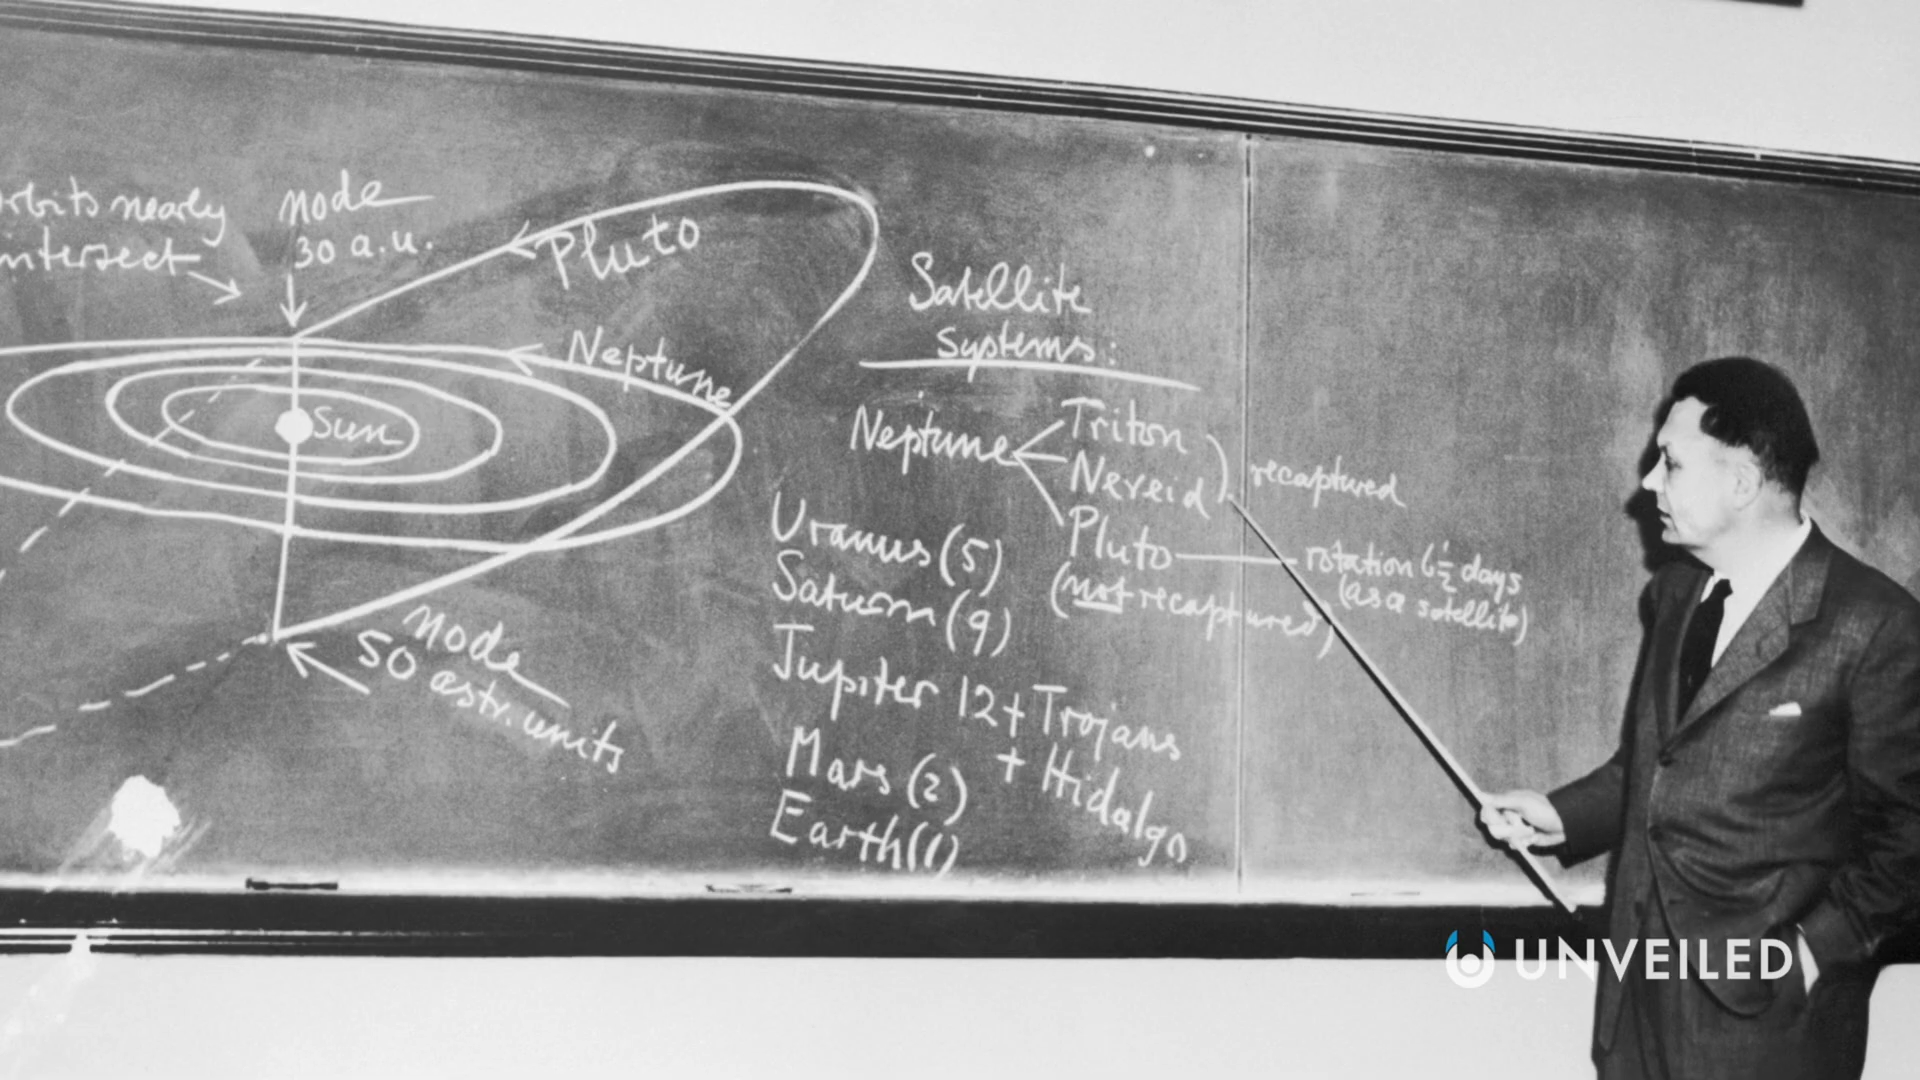 orbits nearly
intersect
node
30 a.u.
Pluto
Neptune
Sun
node
50 astr. units
Satellite
systems:
Neptune
Triton
Nereid
recaptured
Pluto
rotation 6½ days
(as a satellite)
(not recaptured)
Uranus (5)
Saturn (9)
Jupiter 12+Trojans
+ Hidalgo
Mars (2)
Earth (1)
UNVEILED